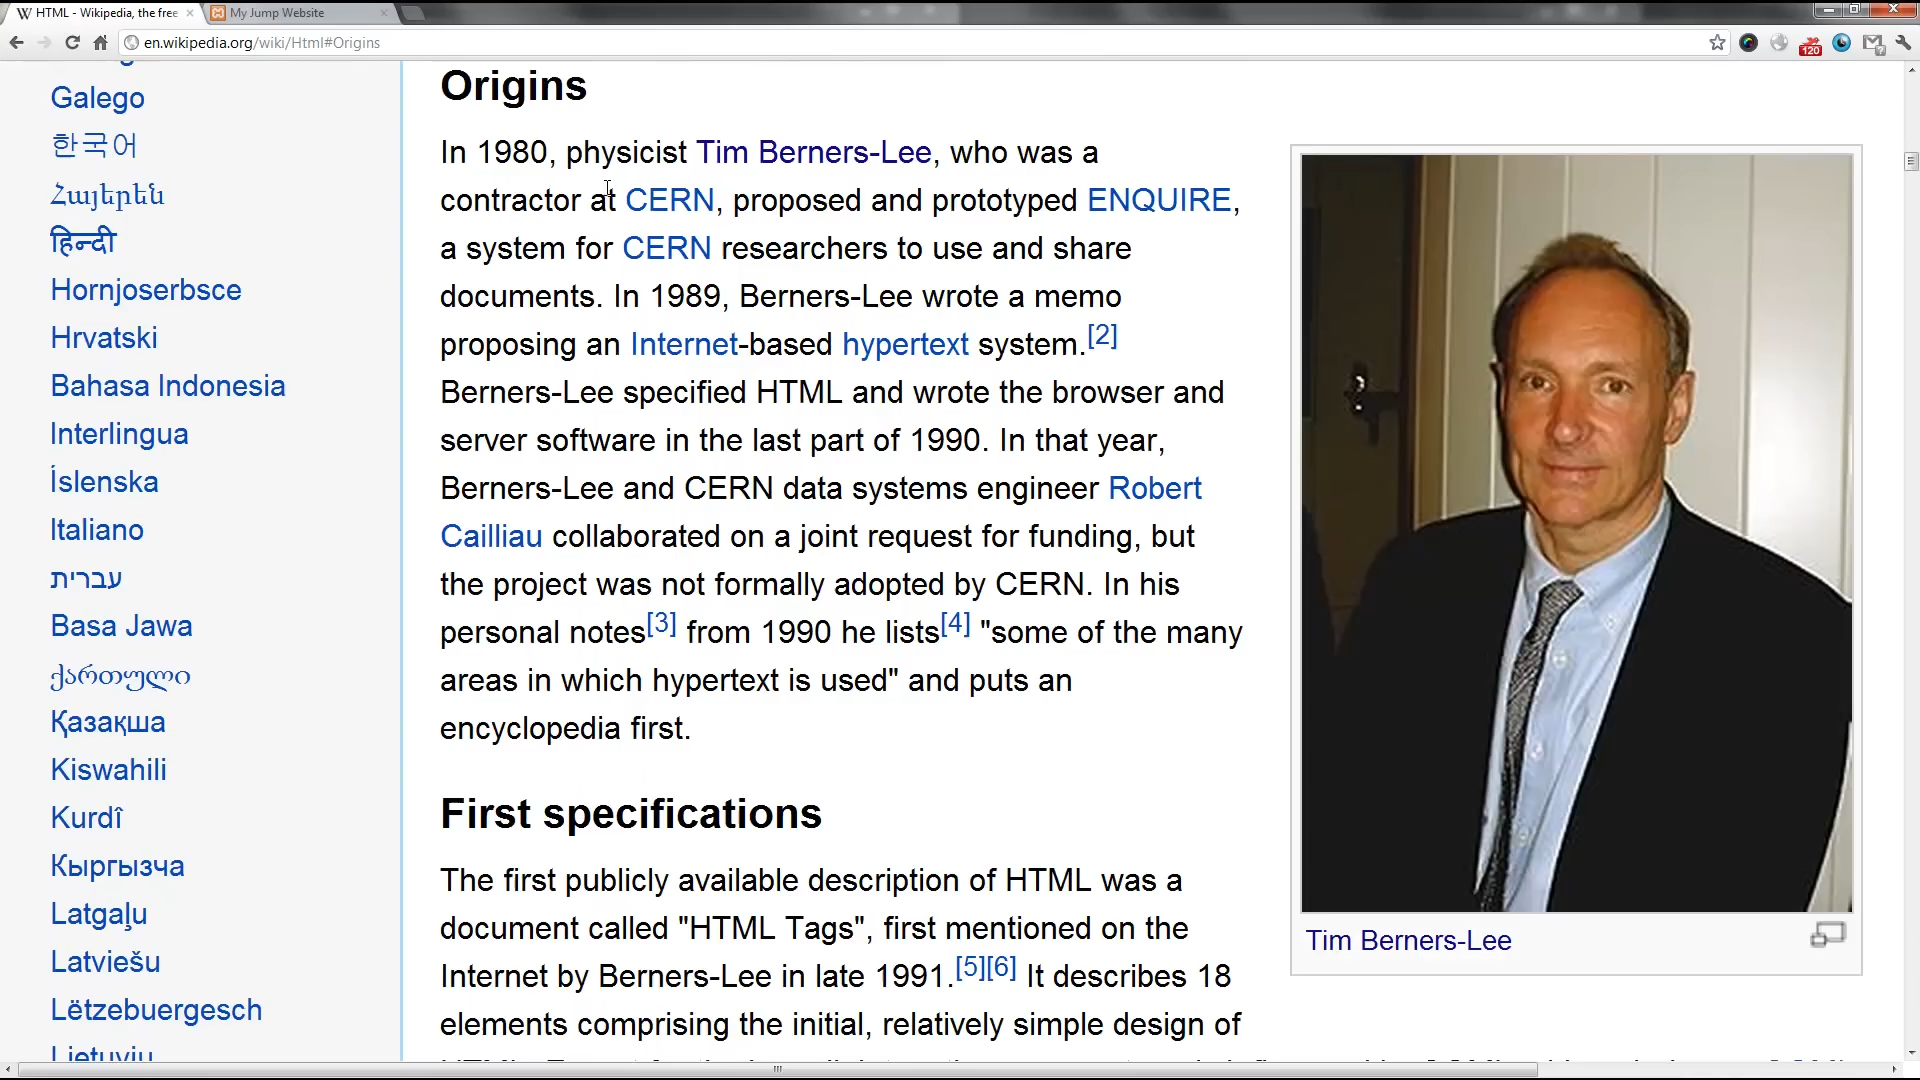 HTML - Wikipedia, the free
My Jump Website
en.wikipedia.org/wiki/Html#Origins
120
Galego
한국어
Հայերեն
हिन्दी
Hornjoserbsce
Hrvatski
Bahasa Indonesia
Interlingua
Íslenska
Italiano
עברית
Basa Jawa
ქართული
Қазақша
Kiswahili
Kurdî
Кыргызча
Latgaļu
Latviešu
Lëtzebuergesch
Lietuvių
Origins
In 1980, physicist Tim Berners-Lee, who was a
contractor at CERN, proposed and prototyped ENQUIRE,
a system for CERN researchers to use and share
documents. In 1989, Berners-Lee wrote a memo
proposing an Internet-based hypertext system.[2]
Berners-Lee specified HTML and wrote the browser and
server software in the last part of 1990. In that year,
Berners-Lee and CERN data systems engineer Robert
Cailliau collaborated on a joint request for funding, but
the project was not formally adopted by CERN. In his
personal notes[3] from 1990 he lists[4] "some of the many
areas in which hypertext is used" and puts an
encyclopedia first.
First specifications
The first publicly available description of HTML was a
document called "HTML Tags", first mentioned on the
Internet by Berners-Lee in late 1991.[5][6] It describes 18
elements comprising the initial, relatively simple design of
Tim Berners-Lee